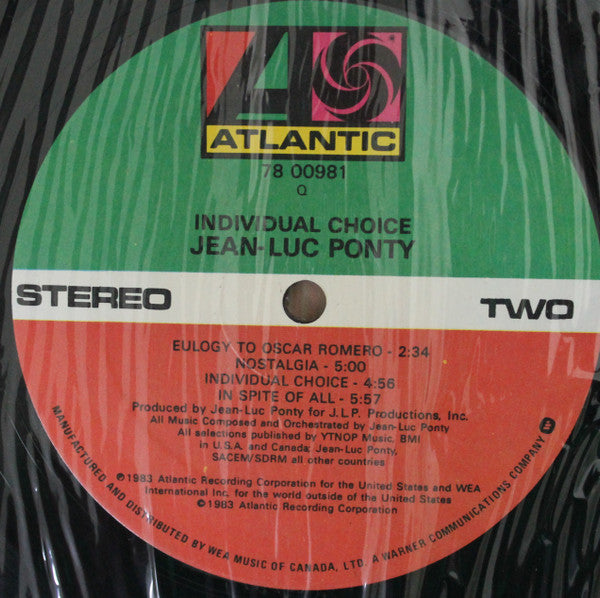 ATLANTIC
78 00981
Q
INDIVIDUAL CHOICE
JEAN-LUC PONTY
STEREO
TWO
EULOGY TO OSCAR ROMERO - 2:34
NOSTALGIA - 5:00
INDIVIDUAL CHOICE - 4:56
IN SPITE OF ALL - 5:57
Produced by Jean-Luc Ponty for J.L.P. Productions, Inc.
All Music Composed and Orchestrated by Jean-Luc Ponty
All selections published by YTNOP Music, BMI
in U.S.A. and Canada; Jean-Luc Ponty,
SACEM/SDRM all other countries
℗1983 Atlantic Recording Corporation for the United States and WEA
International Inc. for the world outside of the United States
©1983 Atlantic Recording Corporation
MANUFACTURED AND DISTRIBUTED BY WEA MUSIC OF CANADA, LTD. A WARNER COMMUNICATIONS COMPANY